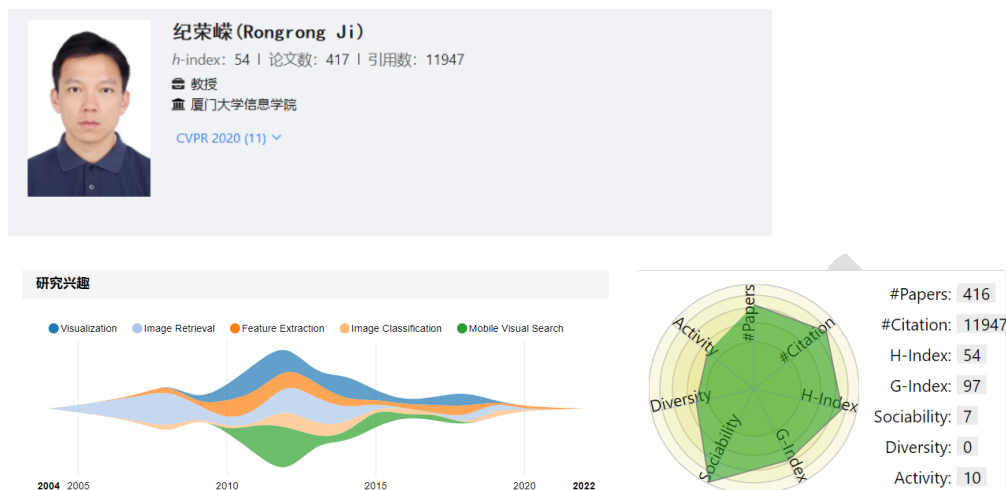 纪荣嵘(Rongrong Ji)
h-index: 54 | 论文数: 417 | 引用数: 11947
教授
厦门大学信息学院
CVPR 2020 (11)
研究兴趣
Visualization Image Retrieval Feature Extraction Image Classification Mobile Visual Search
2004 2005 2010 2015 2020 2022
#Papers
#Citation
H-Index
G-Index
Sociability
Diversity
Activity
#Papers: 416
#Citation: 11947
H-Index: 54
G-Index: 97
Sociability: 7
Diversity: 0
Activity: 10